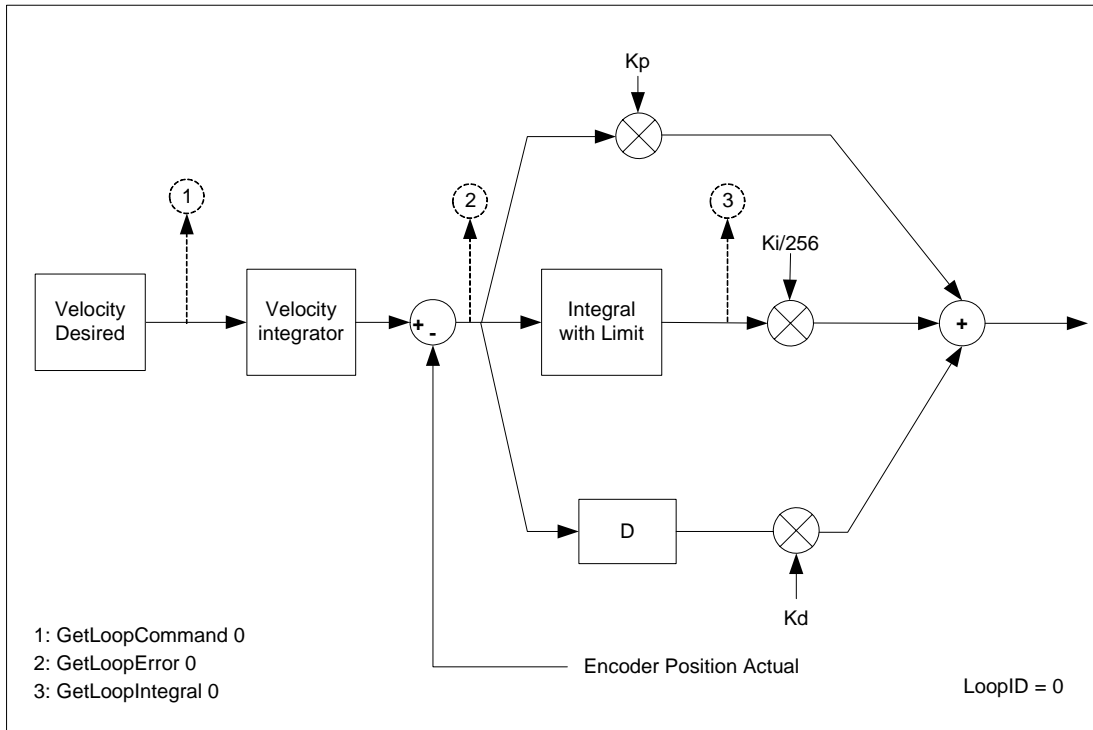 Kp
1
2
3
Ki/256
Velocity
Desired
Velocity
integrator
+
-
Integral
with Limit
+
D
Kd
1: GetLoopCommand 0
2: GetLoopError 0
3: GetLoopIntegral 0
Encoder Position Actual
LoopID = 0